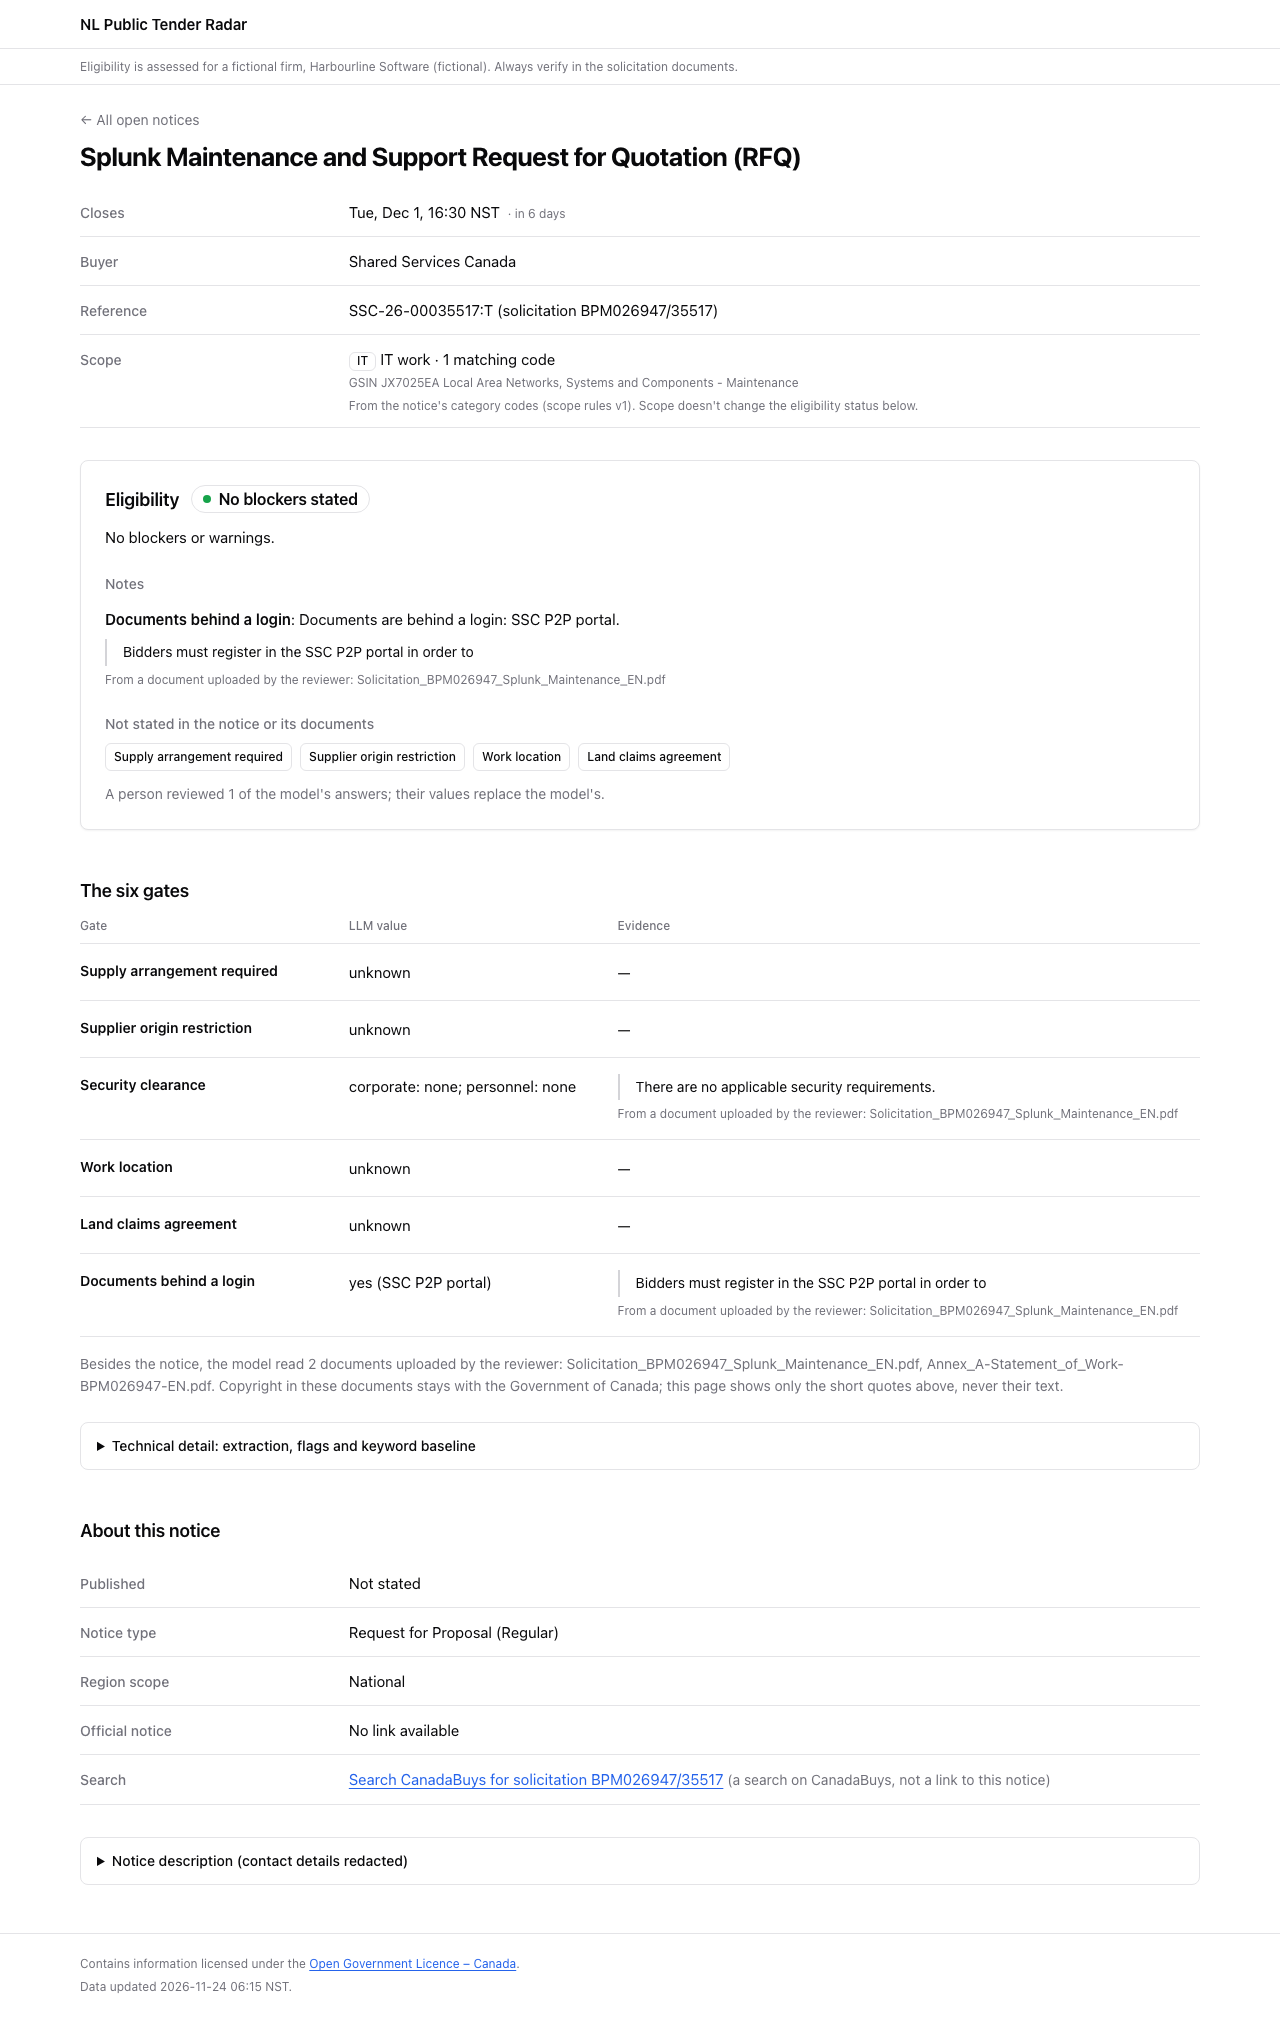 NL Public Tender Radar
Eligibility is assessed for a fictional firm, Harbourline Software (fictional). Always verify in the solicitation documents.
← All open notices
Splunk Maintenance and Support Request for Quotation (RFQ)
Closes
Tue, Dec 1, 16:30 NST · in 6 days
Buyer
Shared Services Canada
Reference
SSC-26-00035517:T (solicitation BPM026947/35517)
Scope
IT IT work · 1 matching code
GSIN JX7025EA Local Area Networks, Systems and Components - Maintenance
From the notice's category codes (scope rules v1). Scope doesn't change the eligibility status below.
Eligibility No blockers stated
No blockers or warnings.
Notes
Documents behind a login: Documents are behind a login: SSC P2P portal.
Bidders must register in the SSC P2P portal in order to
From a document uploaded by the reviewer: Solicitation_BPM026947_Splunk_Maintenance_EN.pdf
Not stated in the notice or its documents
Supply arrangement required Supplier origin restriction Work location Land claims agreement
A person reviewed 1 of the model's answers; their values replace the model's.
The six gates
Gate LLM value Evidence
Supply arrangement required unknown —
Supplier origin restriction unknown —
Security clearance corporate: none; personnel: none There are no applicable security requirements.
From a document uploaded by the reviewer: Solicitation_BPM026947_Splunk_Maintenance_EN.pdf
Work location unknown —
Land claims agreement unknown —
Documents behind a login yes (SSC P2P portal) Bidders must register in the SSC P2P portal in order to
From a document uploaded by the reviewer: Solicitation_BPM026947_Splunk_Maintenance_EN.pdf
Besides the notice, the model read 2 documents uploaded by the reviewer: Solicitation_BPM026947_Splunk_Maintenance_EN.pdf, Annex_A-Statement_of_Work-
BPM026947-EN.pdf. Copyright in these documents stays with the Government of Canada; this page shows only the short quotes above, never their text.
▶ Technical detail: extraction, flags and keyword baseline
About this notice
Published
Not stated
Notice type
Request for Proposal (Regular)
Region scope
National
Official notice
No link available
Search
Search CanadaBuys for solicitation BPM026947/35517 (a search on CanadaBuys, not a link to this notice)
▶ Notice description (contact details redacted)
Contains information licensed under the Open Government Licence – Canada.
Data updated 2026-11-24 06:15 NST.